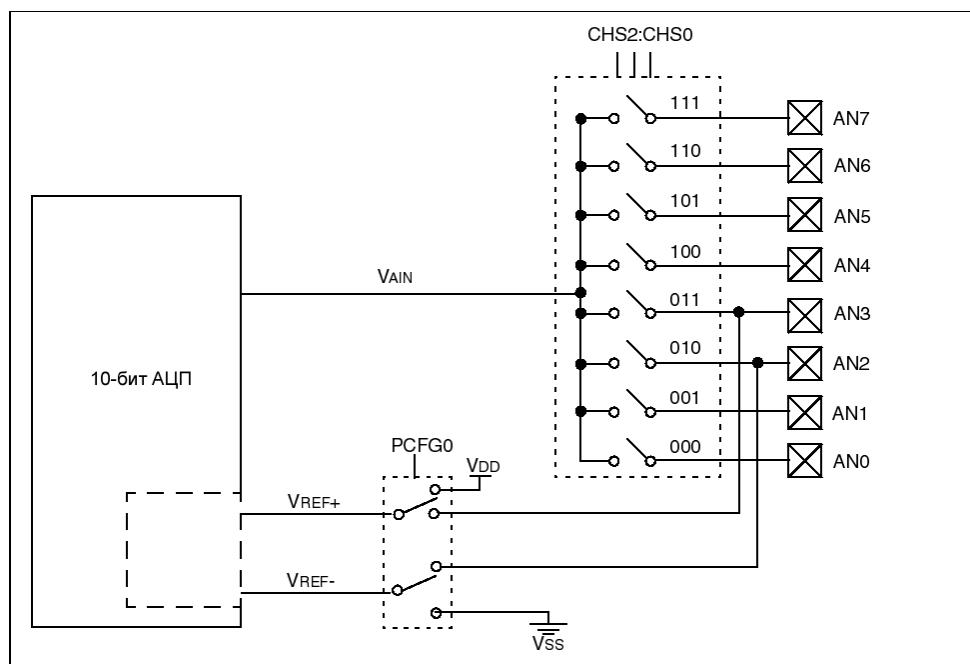 CHS2:CHS0
111
AN7
110
AN6
101
AN5
100
AN4
VAIN
011
AN3
010
AN2
10-бит АЦП
001
AN1
PCFG0
000
AN0
VDD
VREF+
VREF-
VSS